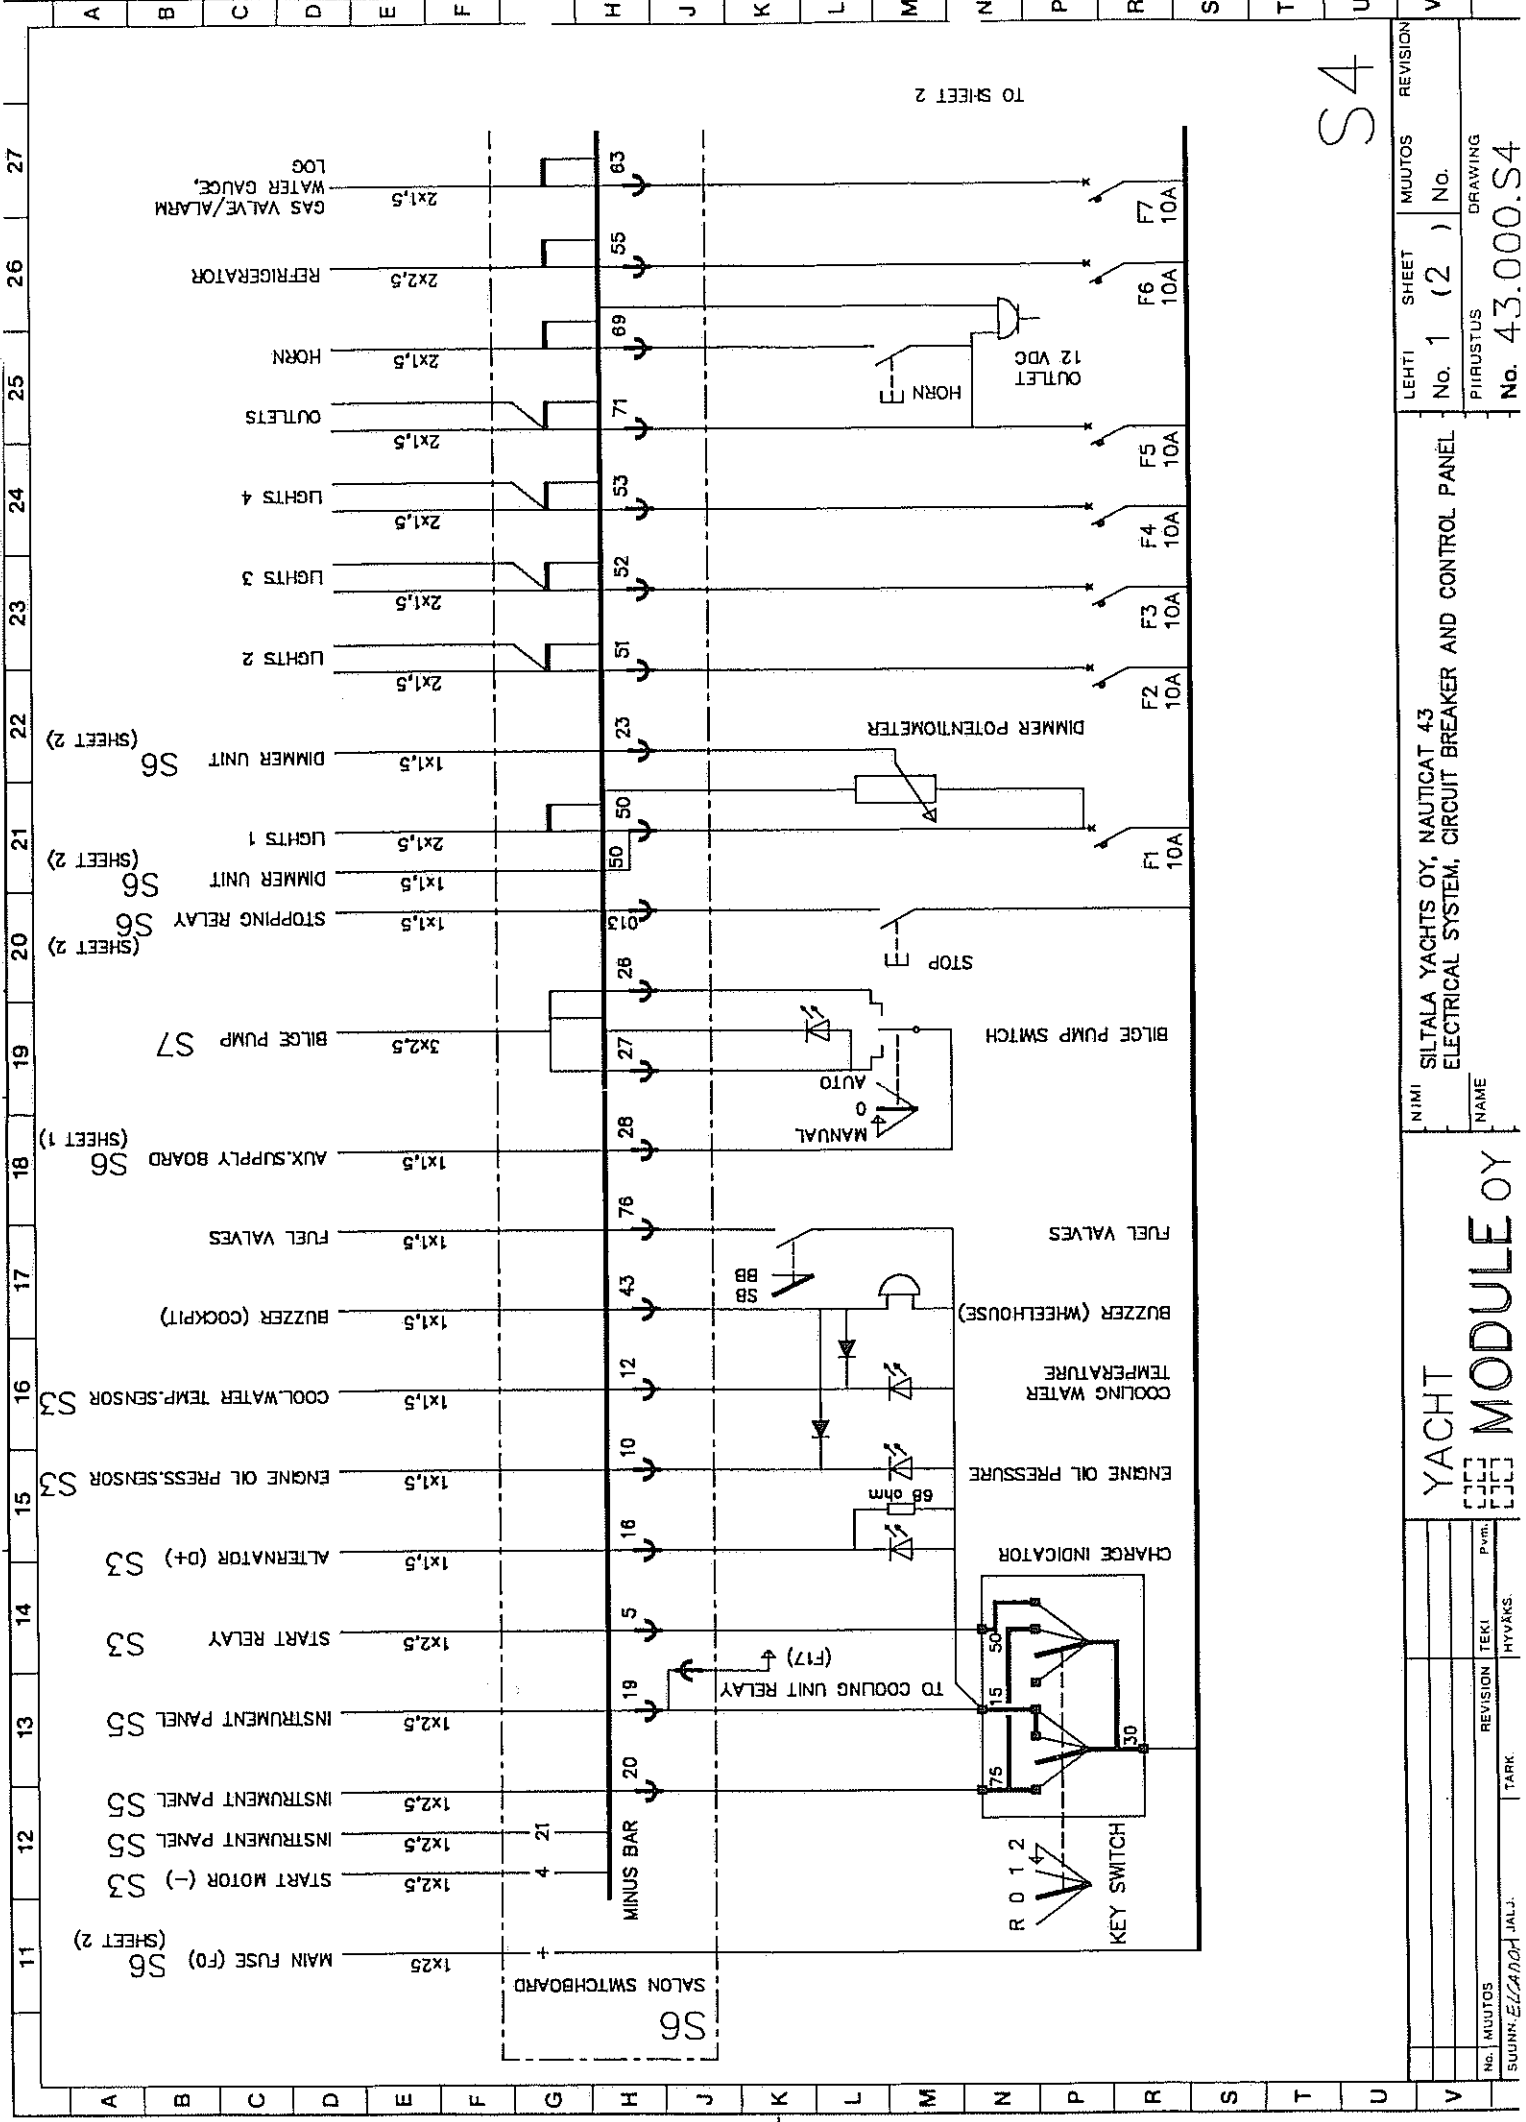 A B C D E F H J K L M N P R S T U V
27 26 25 24 23 22 21 20 19 18 17 16 15 14 13 12 11
TO SHEET 2
S4
GAS VALVE/ALARM
WATER GAUGE,
LOG
2x1,5
63
F7
10A
REFRIGERATOR
2x2,5
55
F6
10A
HORN
2x1,5
69
HORN
OUTLET
12 VDC
OUTLETS
2x1,5
71
F5
10A
LIGHTS 4
2x1,5
53
F4
10A
LIGHTS 3
2x1,5
52
F3
10A
LIGHTS 2
2x1,5
51
F2
10A
DIMMER UNIT S6
(SHEET 2)
1x1,5
23
DIMMER POTENTIOMETER
LIGHTS 1
2x1,5
50
F1
10A
DIMMER UNIT S6
(SHEET 2)
1x1,5
50
STOPPING RELAY S6
(SHEET 2)
1x1,5
013
STOP
26
BILGE PUMP S7
3x2,5
BILGE PUMP SWITCH
27
AUTO
0
MANUAL
AUX.SUPPLY BOARD S6
(SHEET 1)
1x1,5
28
FUEL VALVES
1x1,5
76
FUEL VALVES
BB
SB
BUZZER (COCKPIT)
1x1,5
43
BUZZER (WHEELHOUSE)
COOL.WATER TEMP.SENSOR S3
1x1,5
12
COOLING WATER
TEMPERATURE
ENGINE OIL PRESS.SENSOR S3
1x1,5
10
ENGINE OIL PRESSURE
68 ohm
ALTERNATOR (D+) S3
1x1,5
16
CHARGE INDICATOR
START RELAY S3
1x2,5
5
50
TO COOLING UNIT RELAY
(F17)
INSTRUMENT PANEL S5
1x2,5
19
15
30
INSTRUMENT PANEL S5
1x2,5
20
75
INSTRUMENT PANEL S5
1x2,5
21
START MOTOR (-) S3
1x2,5
4
MINUS BAR
R 0 1 2
KEY SWITCH
MAIN FUSE (F0) S6
(SHEET 2)
1x25
+
SALON SWITCHBOARD
S6
A B C D E F G H J K L M N P R S T U V
LEHTI SHEET
No. 1 (2 )
MUUTOS REVISION
No.
PIIRUSTUS DRAWING
No. 43.000.S4
NIMI
NAME
SILTALA YACHTS OY, NAUTICAT 43
ELECTRICAL SYSTEM, CIRCUIT BREAKER AND CONTROL PANEL
YACHT
MODULE OY
No. MUUTOS REVISION TEKI Pvm.
SUUNN. JALJ. TARK. HYVÄKS.